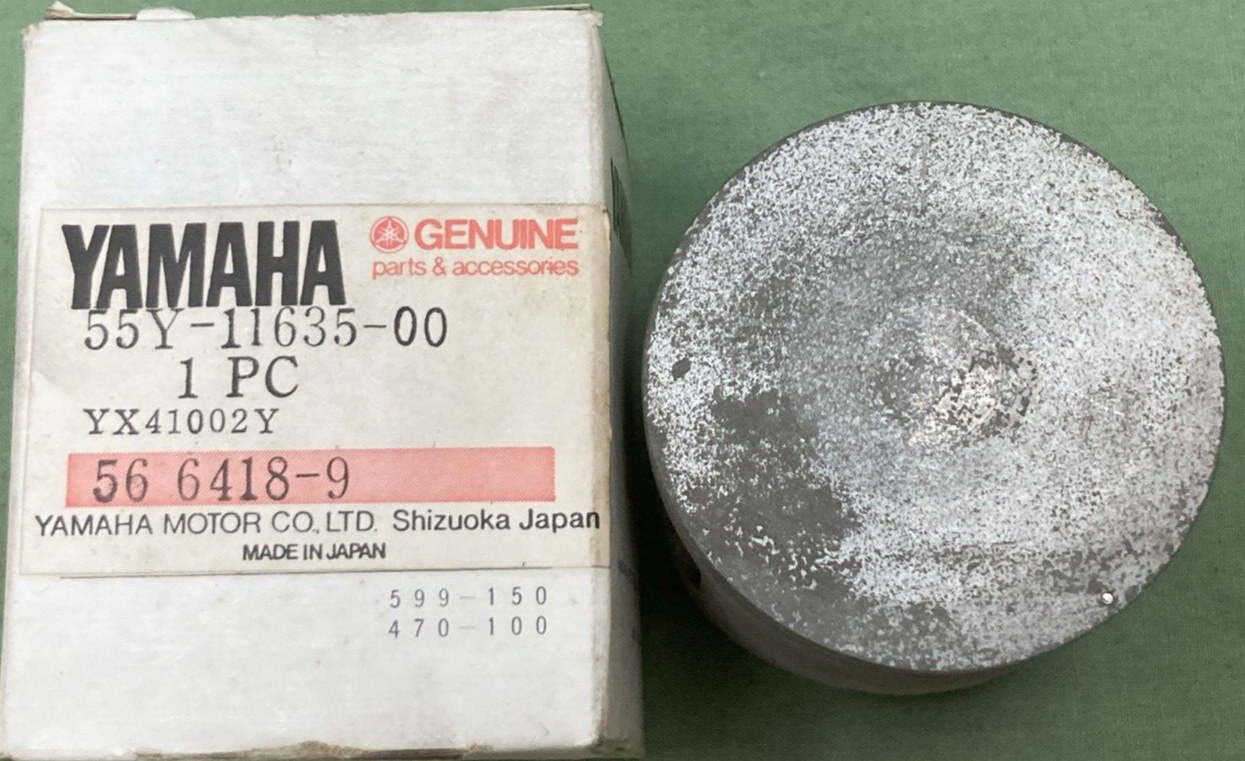 YAMAHA
GENUINE
parts & accessories
55Y-11635-00
1 PC
YX41002Y
56 6418-9
YAMAHA MOTOR CO., LTD. Shizuoka Japan
MADE IN JAPAN
599-150
470-100